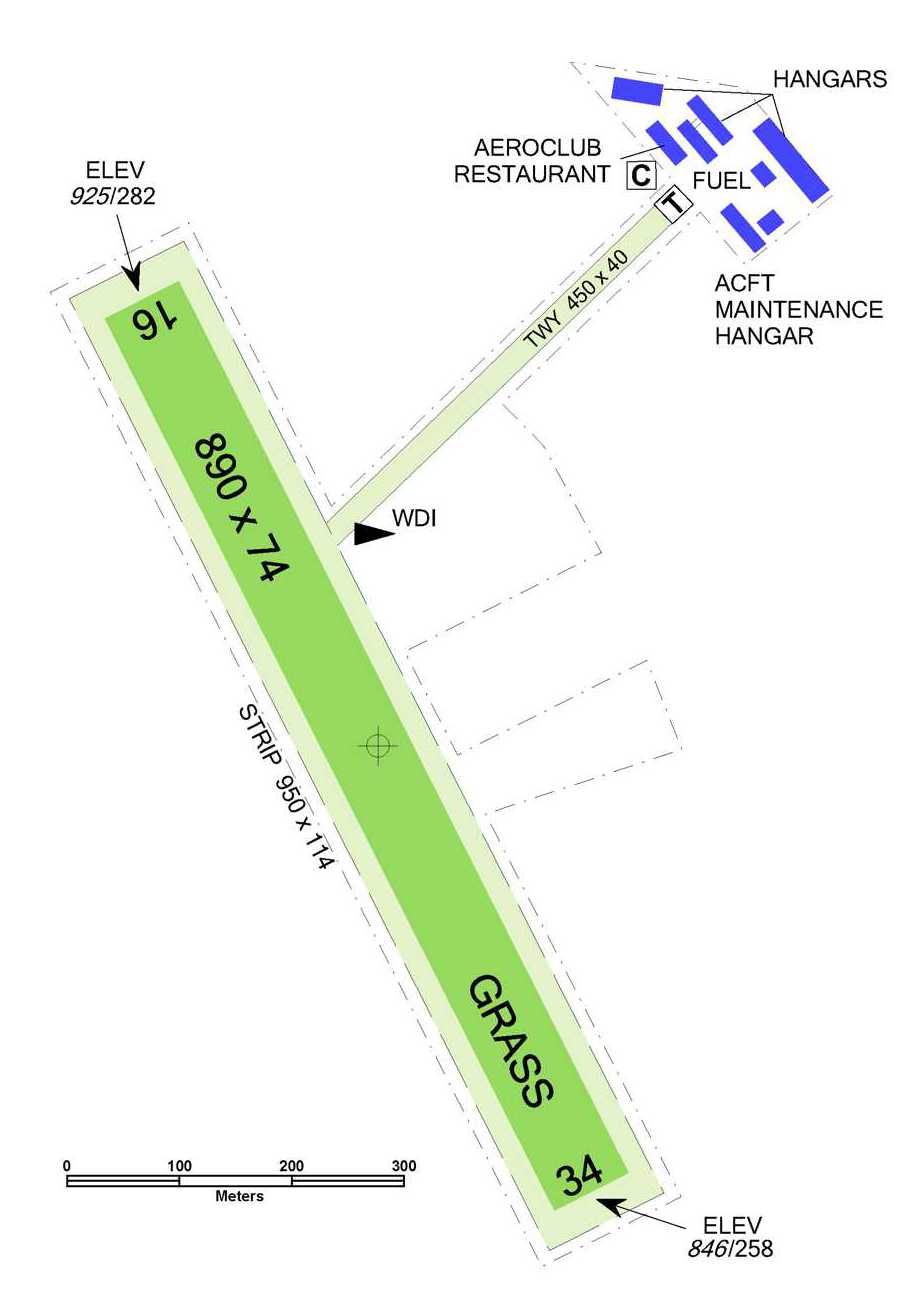 HANGARS
AEROCLUB
RESTAURANT
C
FUEL
T
ELEV
925/282
ACFT
MAINTENANCE
HANGAR
TWY 450 x 40
16
890 x 74
WDI
STRIP 950 x 114
GRASS
34
0 100 200 300
Meters
ELEV
846/258